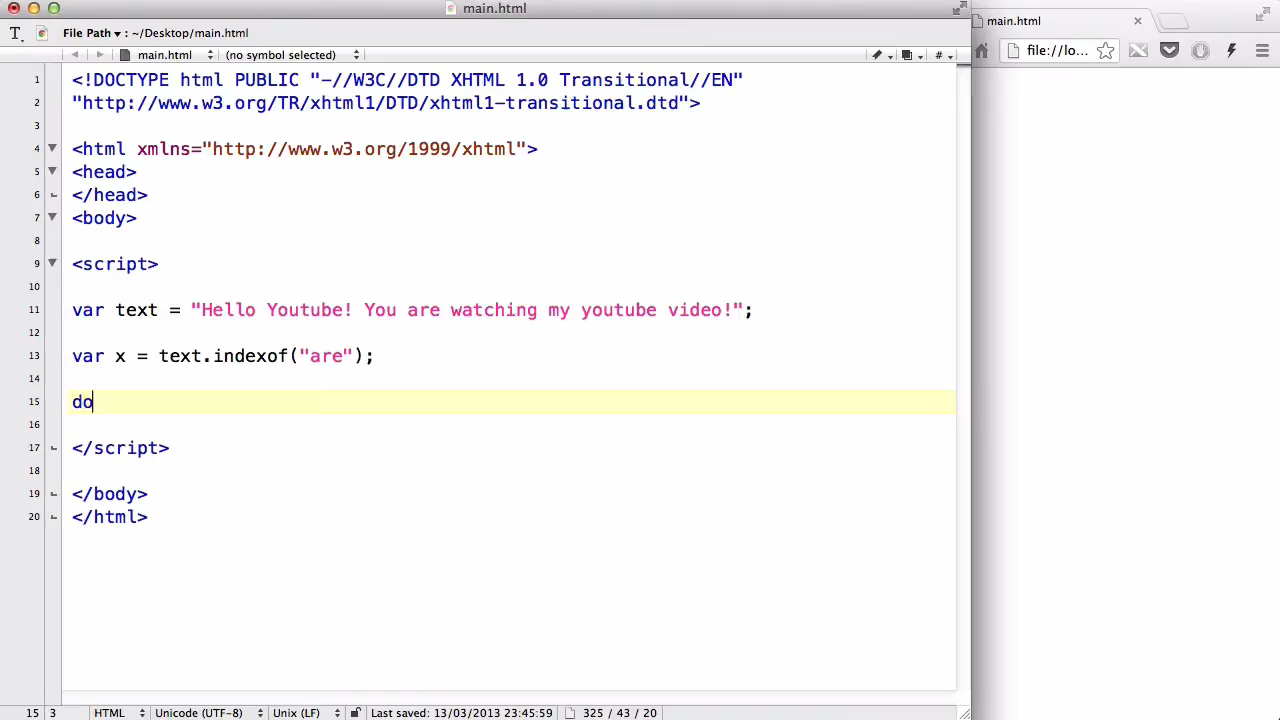 main.html
File Path ▾ : ~/Desktop/main.html
main.html (no symbol selected) #
1 <!DOCTYPE html PUBLIC "-//W3C//DTD XHTML 1.0 Transitional//EN"
2 "http://www.w3.org/TR/xhtml1/DTD/xhtml1-transitional.dtd">
3
4 <html xmlns="http://www.w3.org/1999/xhtml">
5 <head>
6 </head>
7 <body>
8
9 <script>
10
11 var text = "Hello Youtube! You are watching my youtube video!";
12
13 var x = text.indexof("are");
14
15 do
16
17 </script>
18
19 </body>
20 </html>
15 3 HTML Unicode (UTF-8) Unix (LF) Last saved: 13/03/2013 23:45:59 325 / 43 / 20
main.html
file://lo...